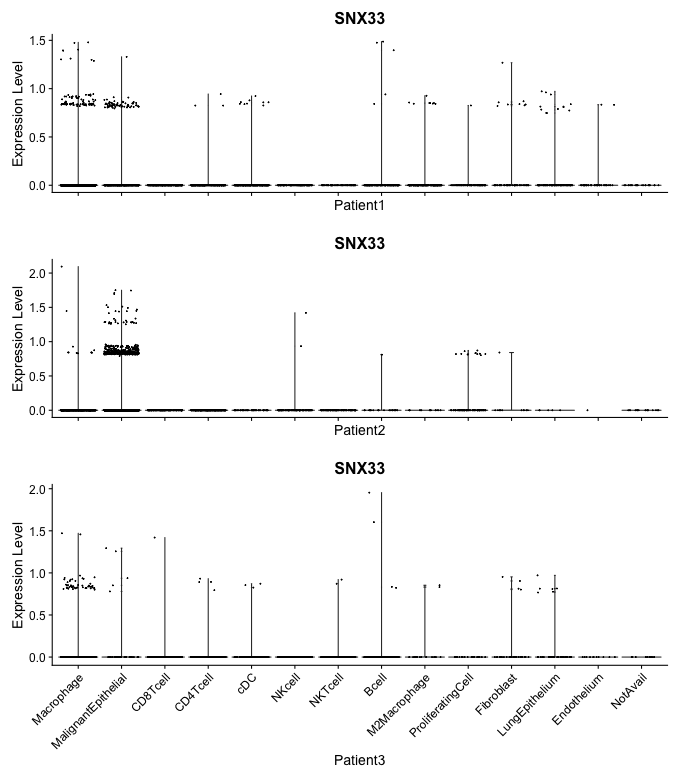 SNX33
Expression Level
1.5
1.0
0.5
0.0
Patient1
SNX33
Expression Level
2.0
1.5
1.0
0.5
0.0
Patient2
SNX33
Expression Level
2.0
1.5
1.0
0.5
0.0
Macrophage
MalignantEpithelial
CD8Tcell
CD4Tcell
cDC
NKcell
NKTcell
Bcell
M2Macrophage
ProliferatingCell
Fibroblast
LungEpithelium
Endothelium
NotAvail
Patient3